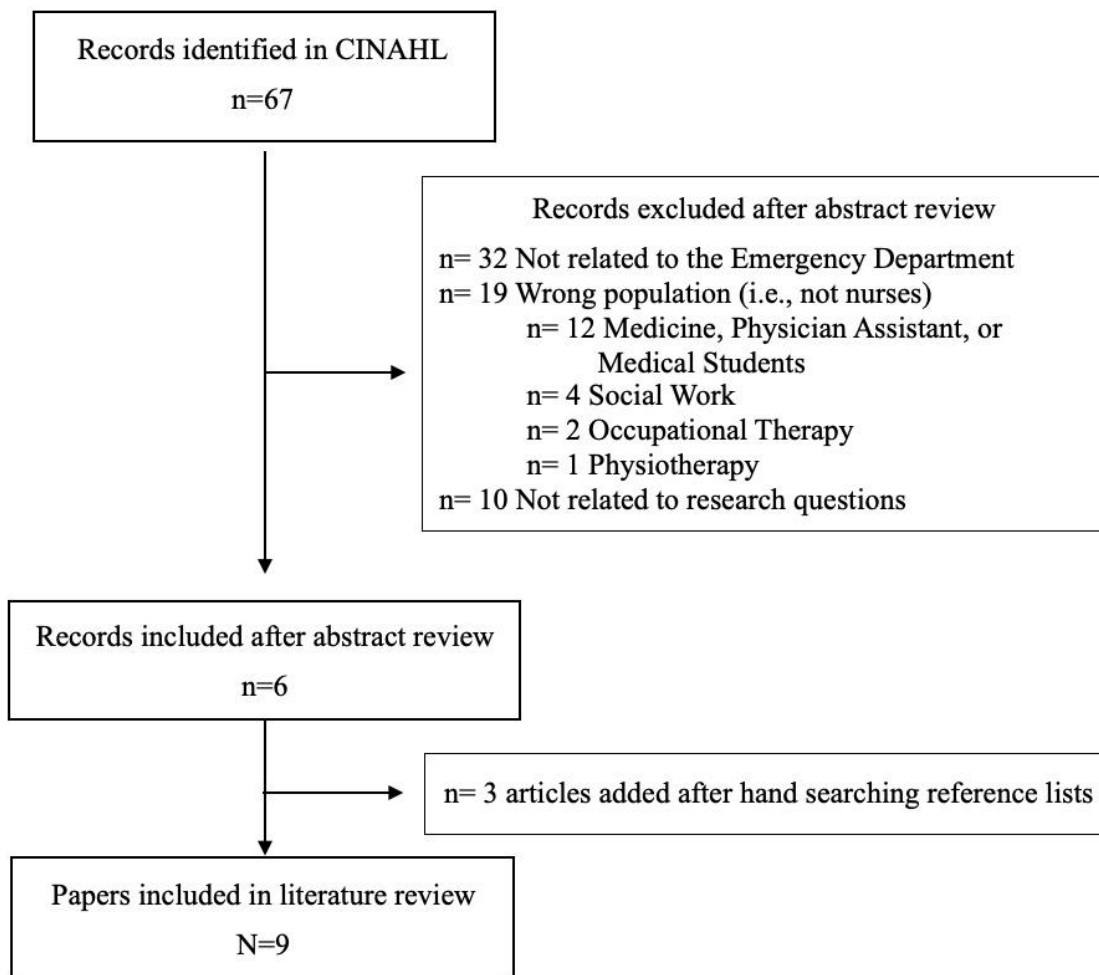 Records identified in CINAHL
n=67
Records excluded after abstract review
n= 32 Not related to the Emergency Department
n= 19 Wrong population (i.e., not nurses)
n= 12 Medicine, Physician Assistant, or
Medical Students
n= 4 Social Work
n= 2 Occupational Therapy
n= 1 Physiotherapy
n= 10 Not related to research questions
Records included after abstract review
n=6
n= 3 articles added after hand searching reference lists
Papers included in literature review
N=9